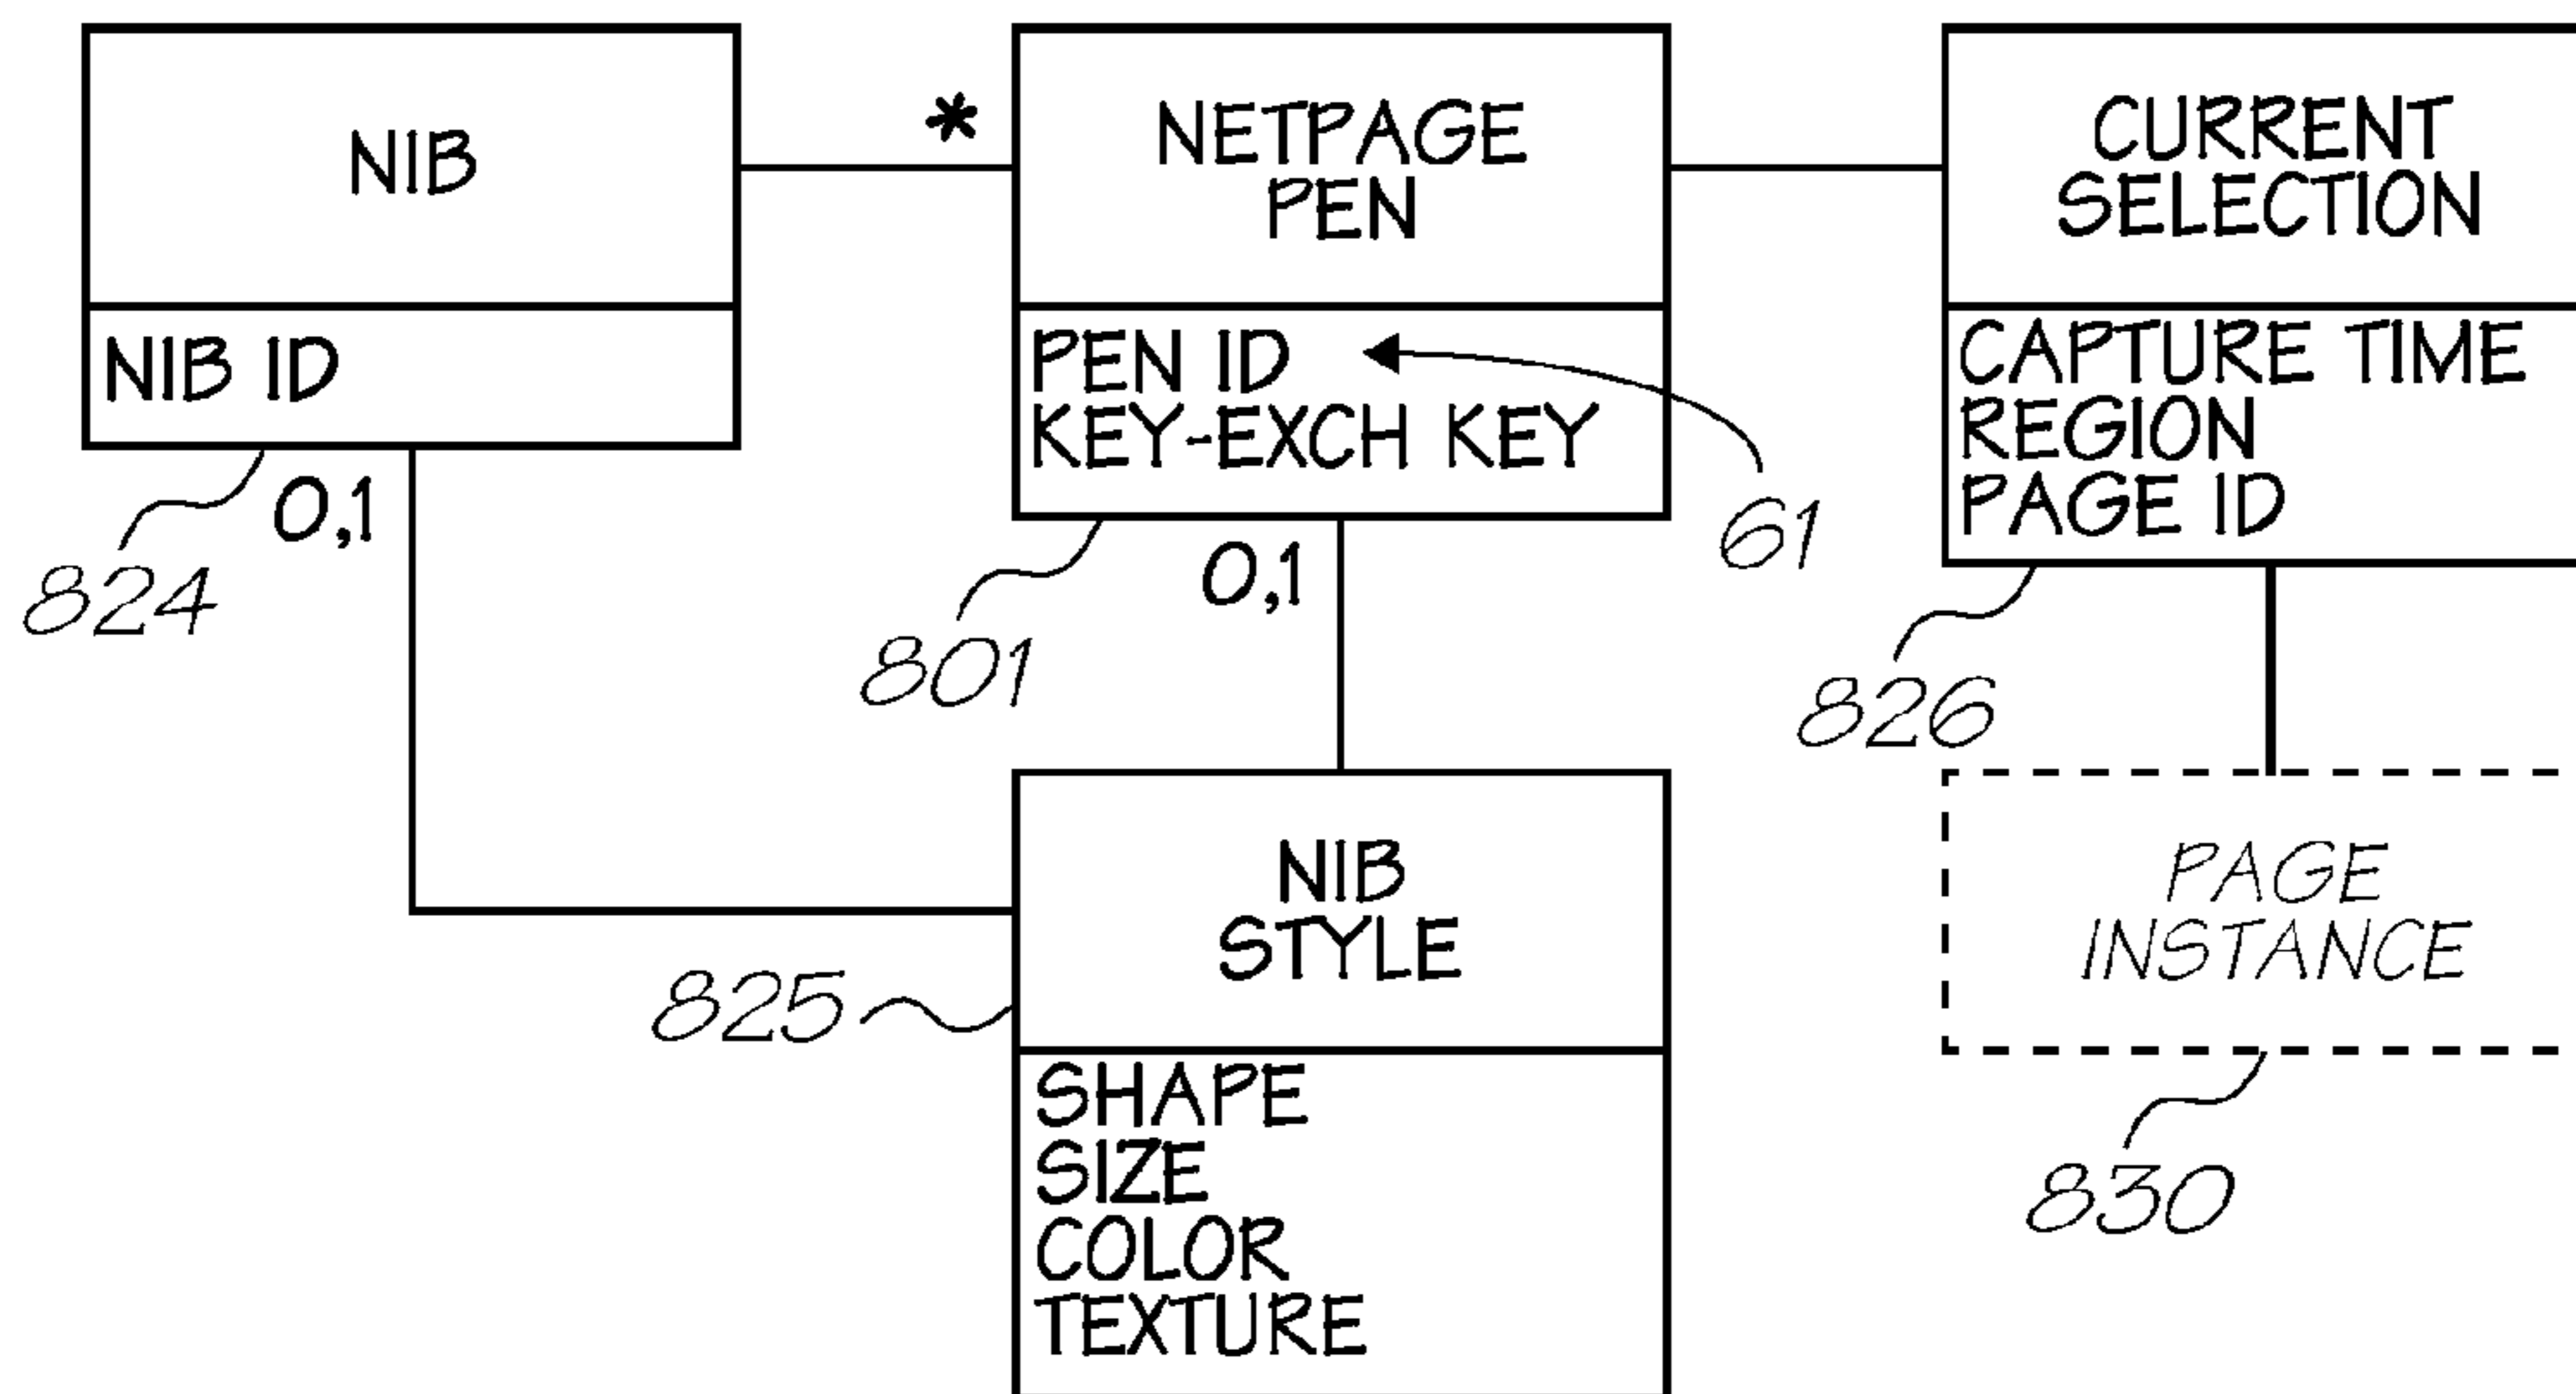 NIB
*
NETPAGE
PEN
CURRENT
SELECTION
NIB ID
PEN ID
KEY-EXCH KEY
CAPTURE TIME
REGION
PAGE ID
0,1
824
0,1
801
61
826
NIB
STYLE
825
SHAPE
SIZE
COLOR
TEXTURE
PAGE
INSTANCE
830